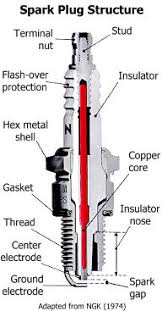 Spark Plug Structure
Terminal
nut
Stud
Flash-over
protection
Insulator
N
Hex metal
shell
Copper
core
Gasket
Insulator
nose
Thread
Center
electrode
Ground
electrode
Spark
gap
Adapted from NGK (1974)